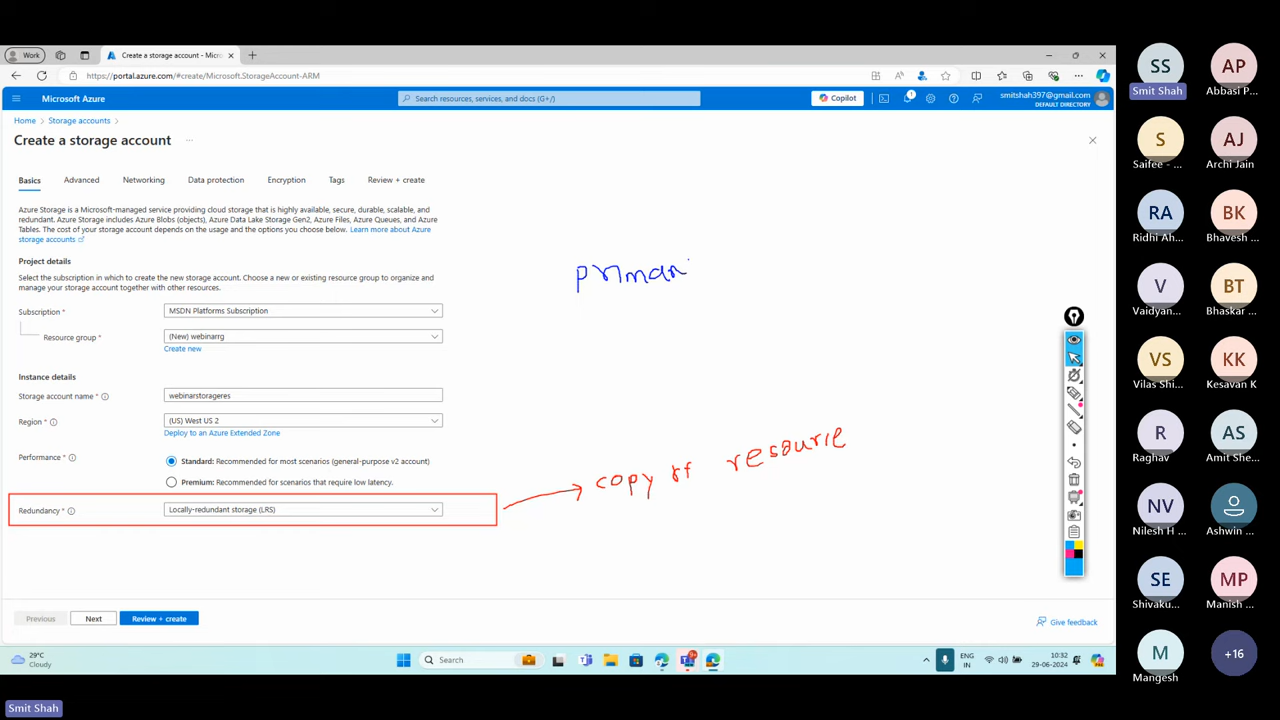 Work
Create a storage account - Micro
https://portal.azure.com/#create/Microsoft.StorageAccount-ARM
Microsoft Azure
Search resources, services, and docs (G+/)
Copilot
1
smitshah397@gmail.com
DEFAULT DIRECTORY
Home > Storage accounts >
Create a storage account
Basics Advanced Networking Data protection Encryption Tags Review + create
Azure Storage is a Microsoft-managed service providing cloud storage that is highly available, secure, durable, scalable, and
redundant. Azure Storage includes Azure Blobs (objects), Azure Data Lake Storage Gen2, Azure Files, Azure Queues, and Azure
Tables. The cost of your storage account depends on the usage and the options you choose below. Learn more about Azure
storage accounts
Project details
Select the subscription in which to create the new storage account. Choose a new or existing resource group to organize and
manage your storage account together with other resources.
Subscription * MSDN Platforms Subscription
Resource group * (New) webinarrg
Create new
Instance details
Storage account name * webinarstorageres
Region * (US) West US 2
Deploy to an Azure Extended Zone
Performance * Standard: Recommended for most scenarios (general-purpose v2 account)
Premium: Recommended for scenarios that require low latency.
Redundancy * Locally-redundant storage (LRS)
Previous Next Review + create
Give feedback
primar
copy of resource
29°C
Cloudy
Search
ENG
IN
10:32
29-06-2024
SS
Smit Shah
AP
Abbasi P...
S
Saifee - ...
AJ
Archi Jain
RA
Ridhi Ah...
BK
Bhavesh ...
V
Vaidyan...
BT
Bhaskar ...
VS
Vilas Shi...
KK
Kesavan K
R
Raghav
AS
Amit She...
NV
Nilesh H ...
Ashwin ...
SE
Shivaku...
MP
Manish ...
M
Mangesh
+16
Smit Shah